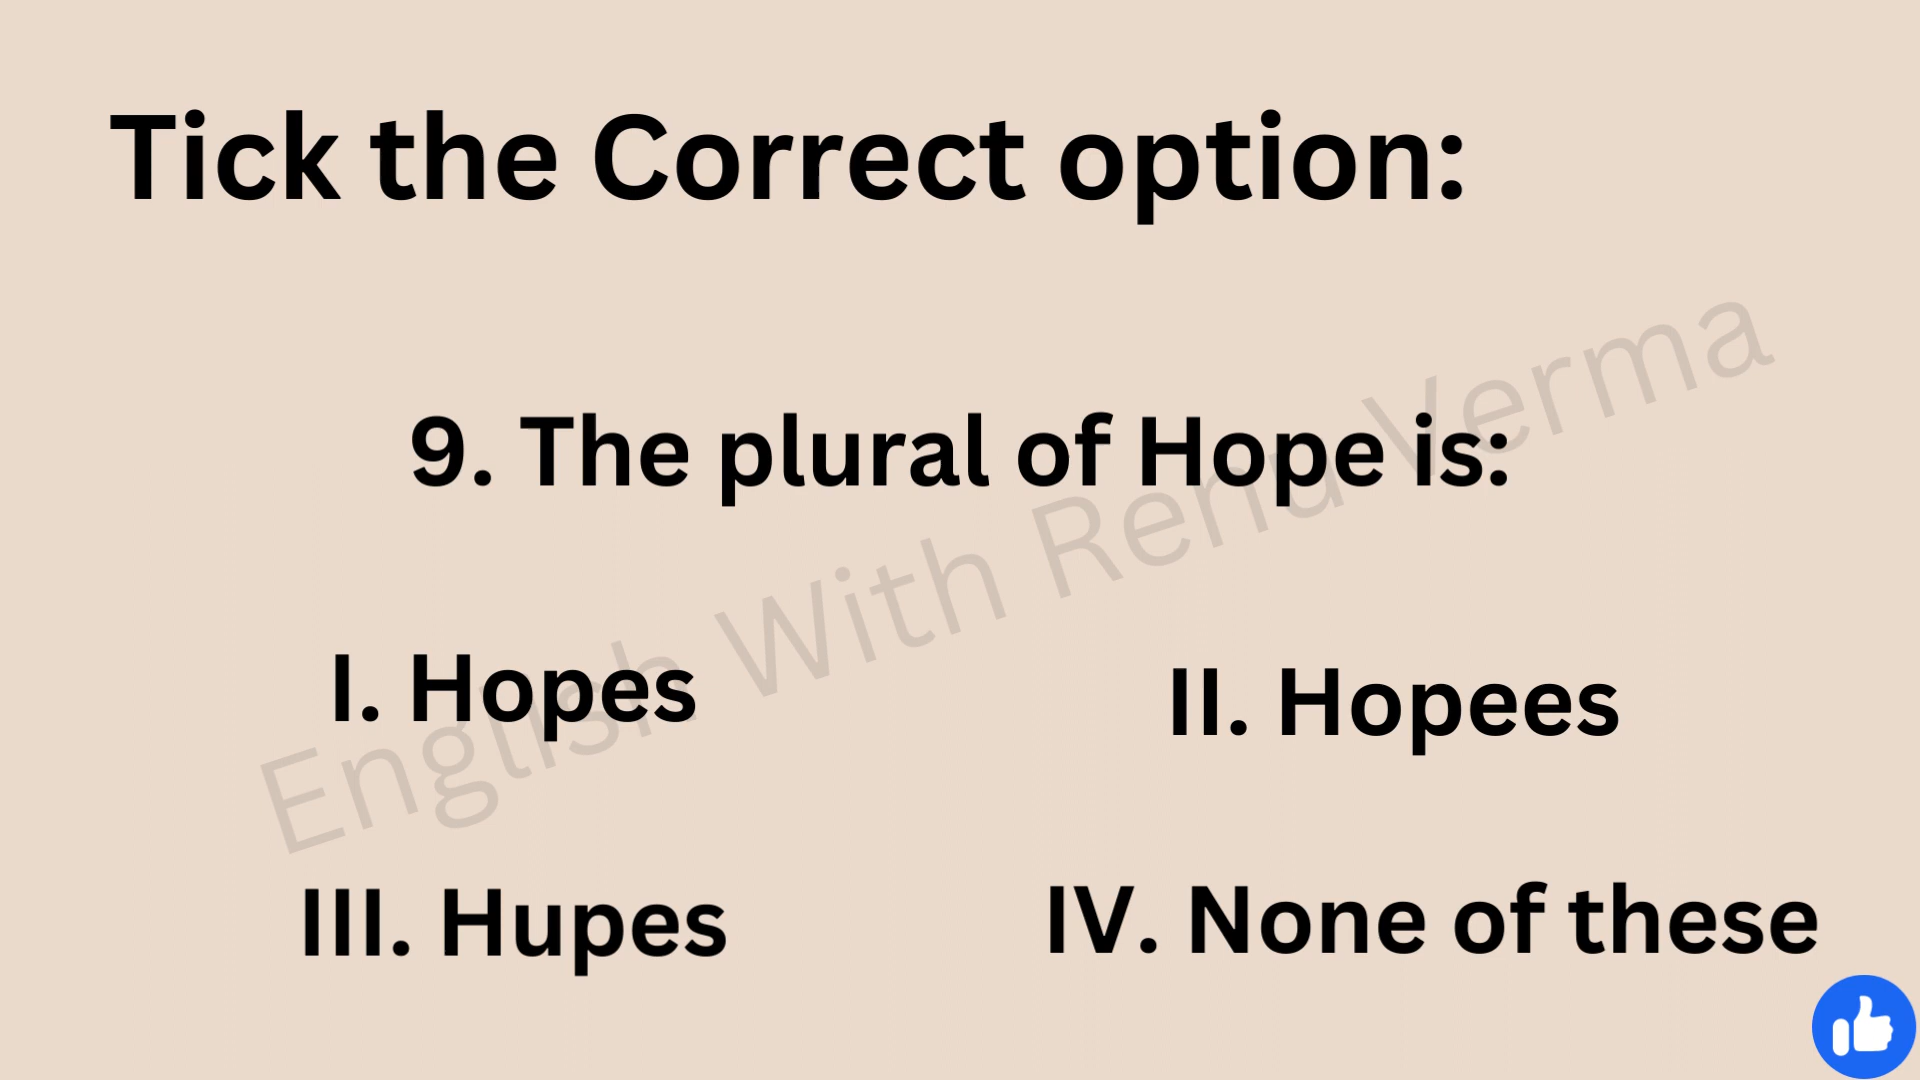 Tick the Correct option:
9. The plural of Hope is:
I. Hopes
II. Hopees
III. Hupes
IV. None of these
English With Renu Verma